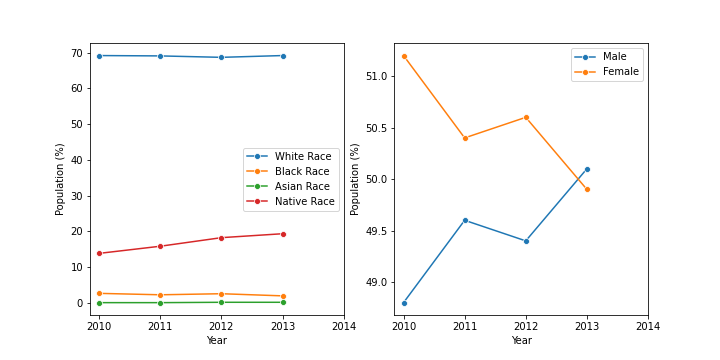 70
60
50
40
30
20
10
0
Population (%)
2010 2011 2012 2013 2014
Year
White Race
Black Race
Asian Race
Native Race
51.0
50.5
50.0
49.5
49.0
Population (%)
2010 2011 2012 2013 2014
Year
Male
Female